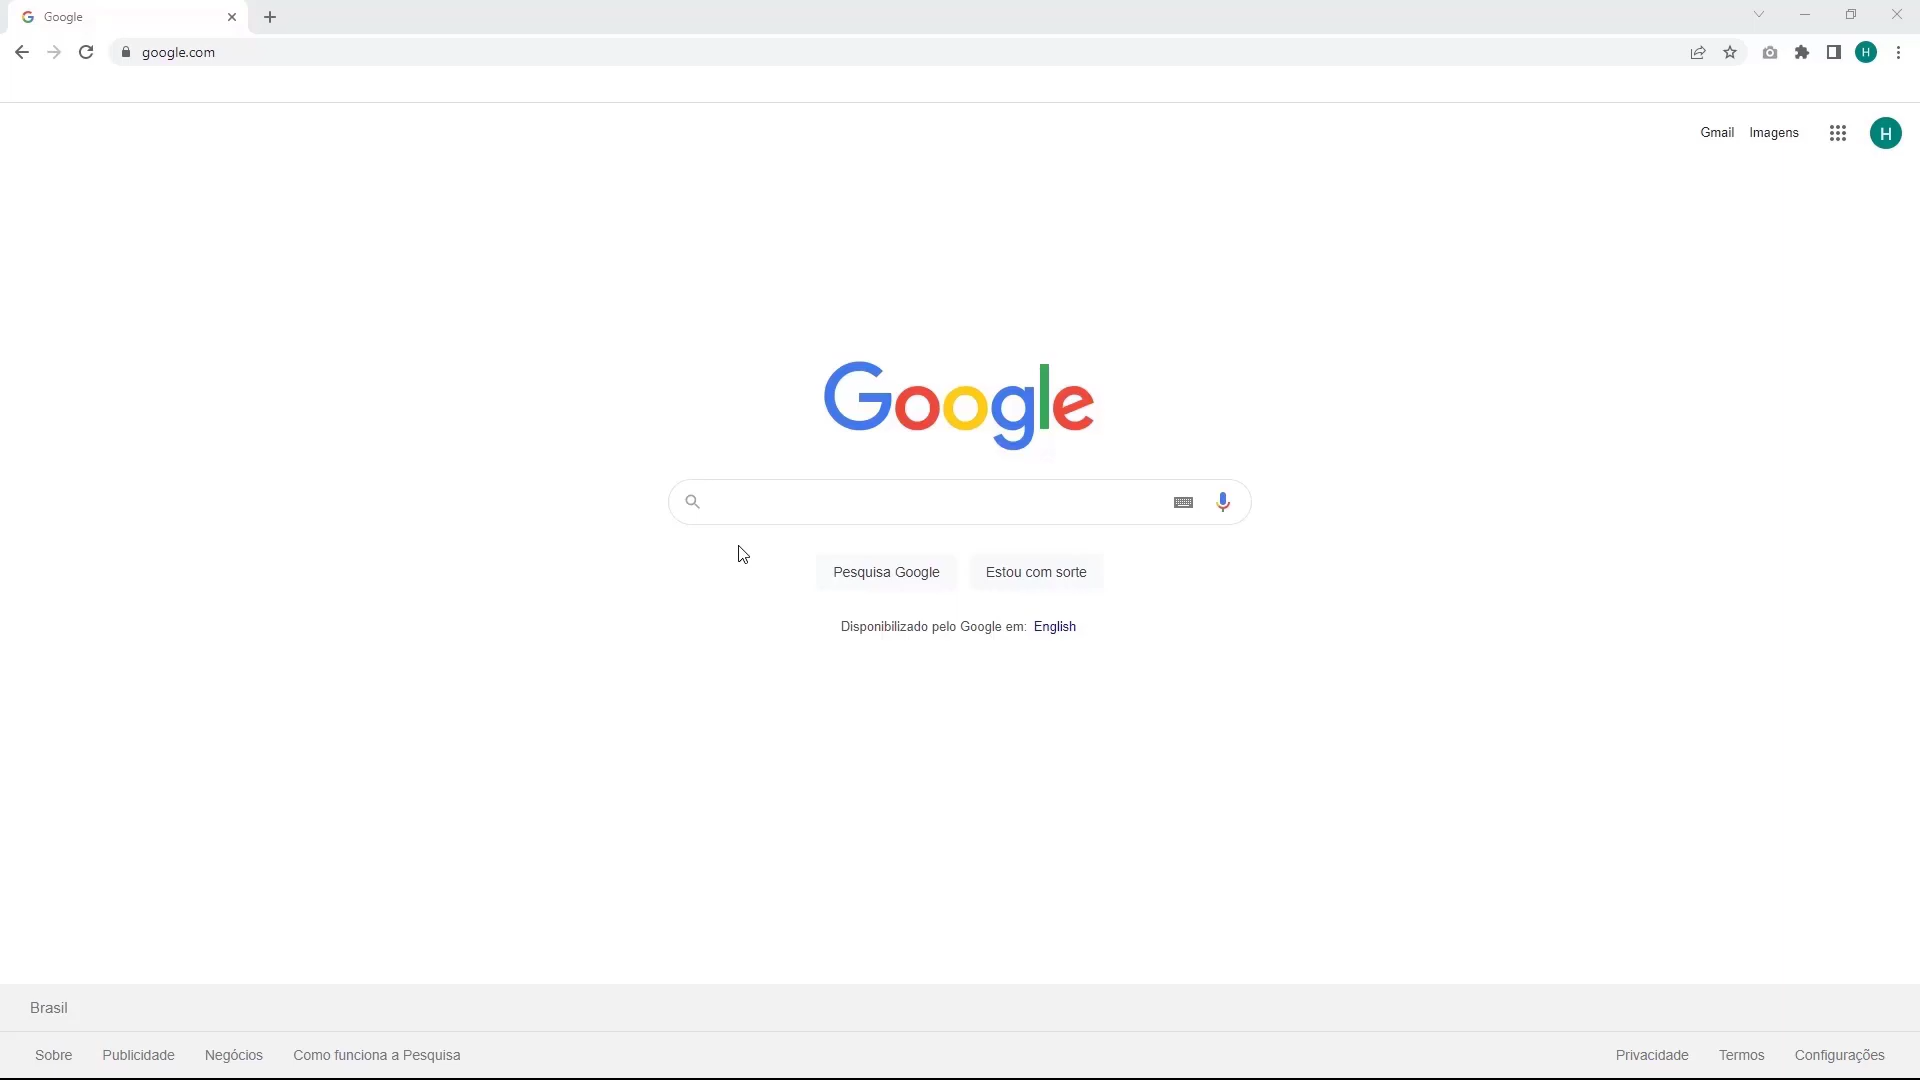 Google
google.com
H
Gmail
Imagens
H
Google
Pesquisa Google
Estou com sorte
Disponibilizado pelo Google em: English
Brasil
Sobre
Publicidade
Negócios
Como funciona a Pesquisa
Privacidade
Termos
Configurações